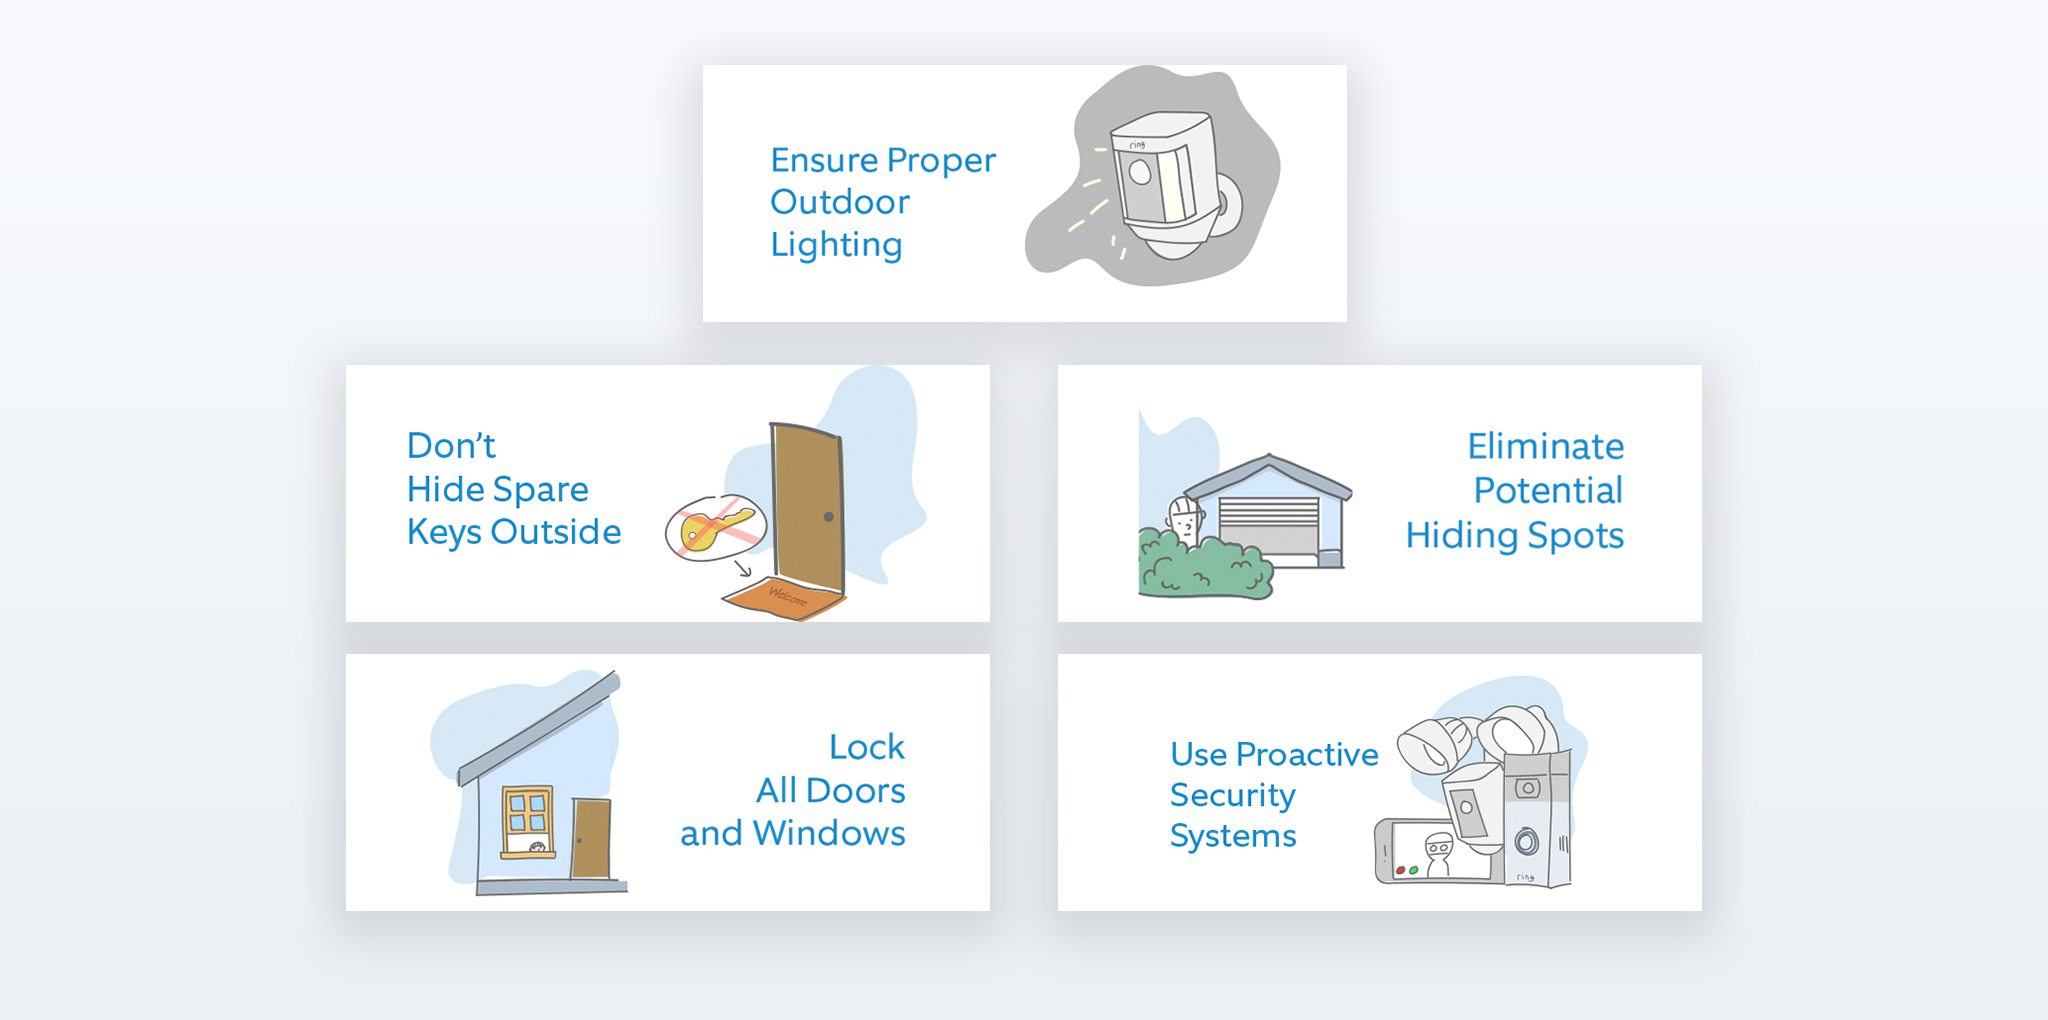 Ensure Proper
Outdoor
Lighting
ring
Don't
Hide Spare
Keys Outside
Welcome
Eliminate
Potential
Hiding Spots
Lock
All Doors
and Windows
Use Proactive
Security
Systems
ring